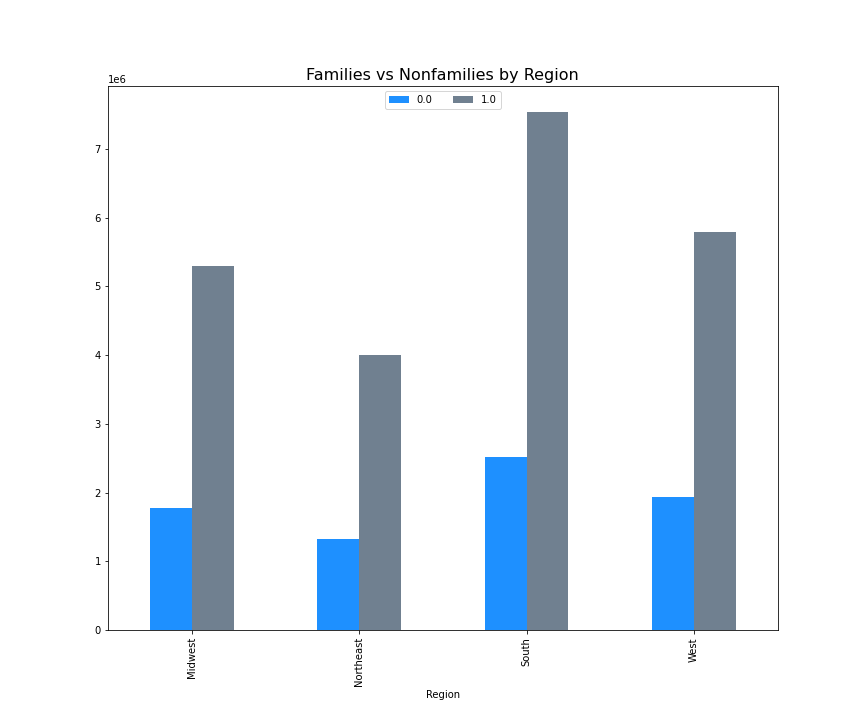 Families vs Nonfamilies by Region
1e6
0.0 1.0
7
6
5
4
3
2
1
0
Midwest
Northeast
South
West
Region